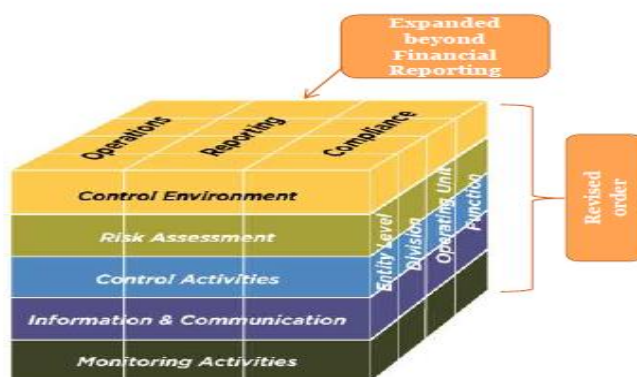 Expanded
beyond
Financial
Reporting
Operations
Reporting
Compliance
Control Environment
Risk Assessment
Control Activities
Information & Communication
Monitoring Activities
Entity Level
Division
Operating Unit
Function
Revised
order